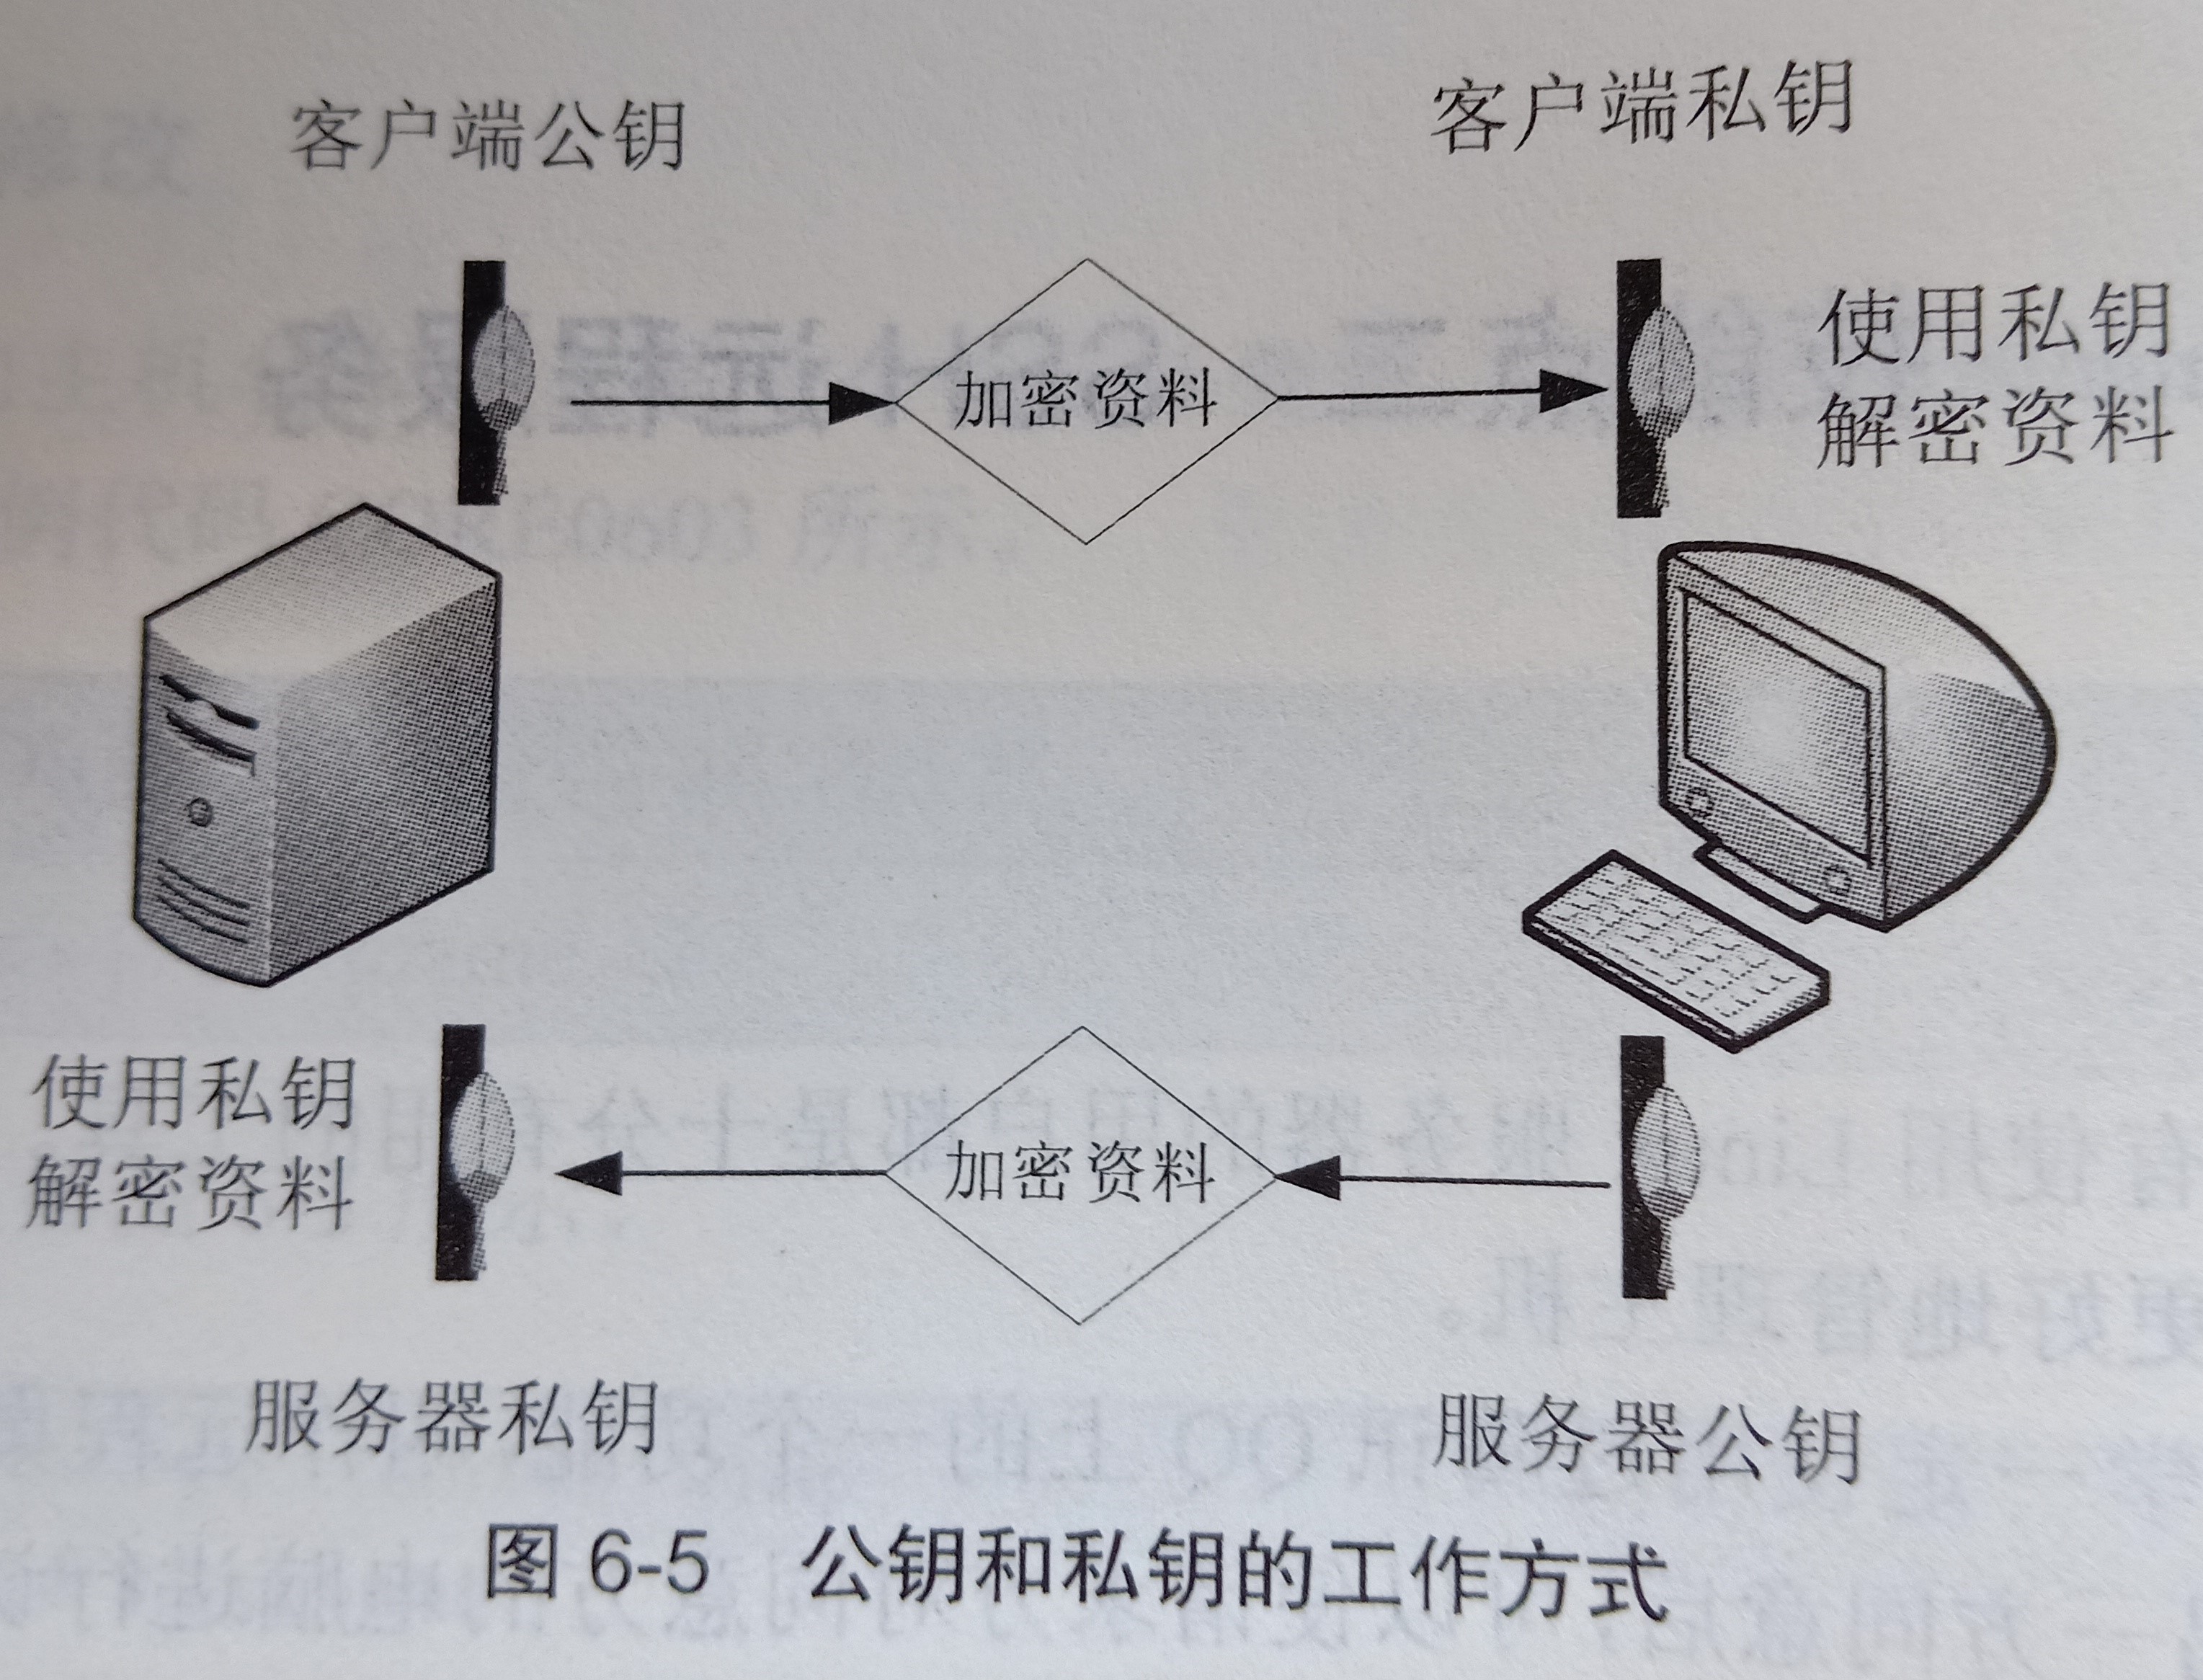 客户端公钥
客户端私钥
加密资料
使用私钥
解密资料
使用私钥
解密资料
加密资料
服务器私钥
服务器公钥
图 6-5 公钥和私钥的工作方式